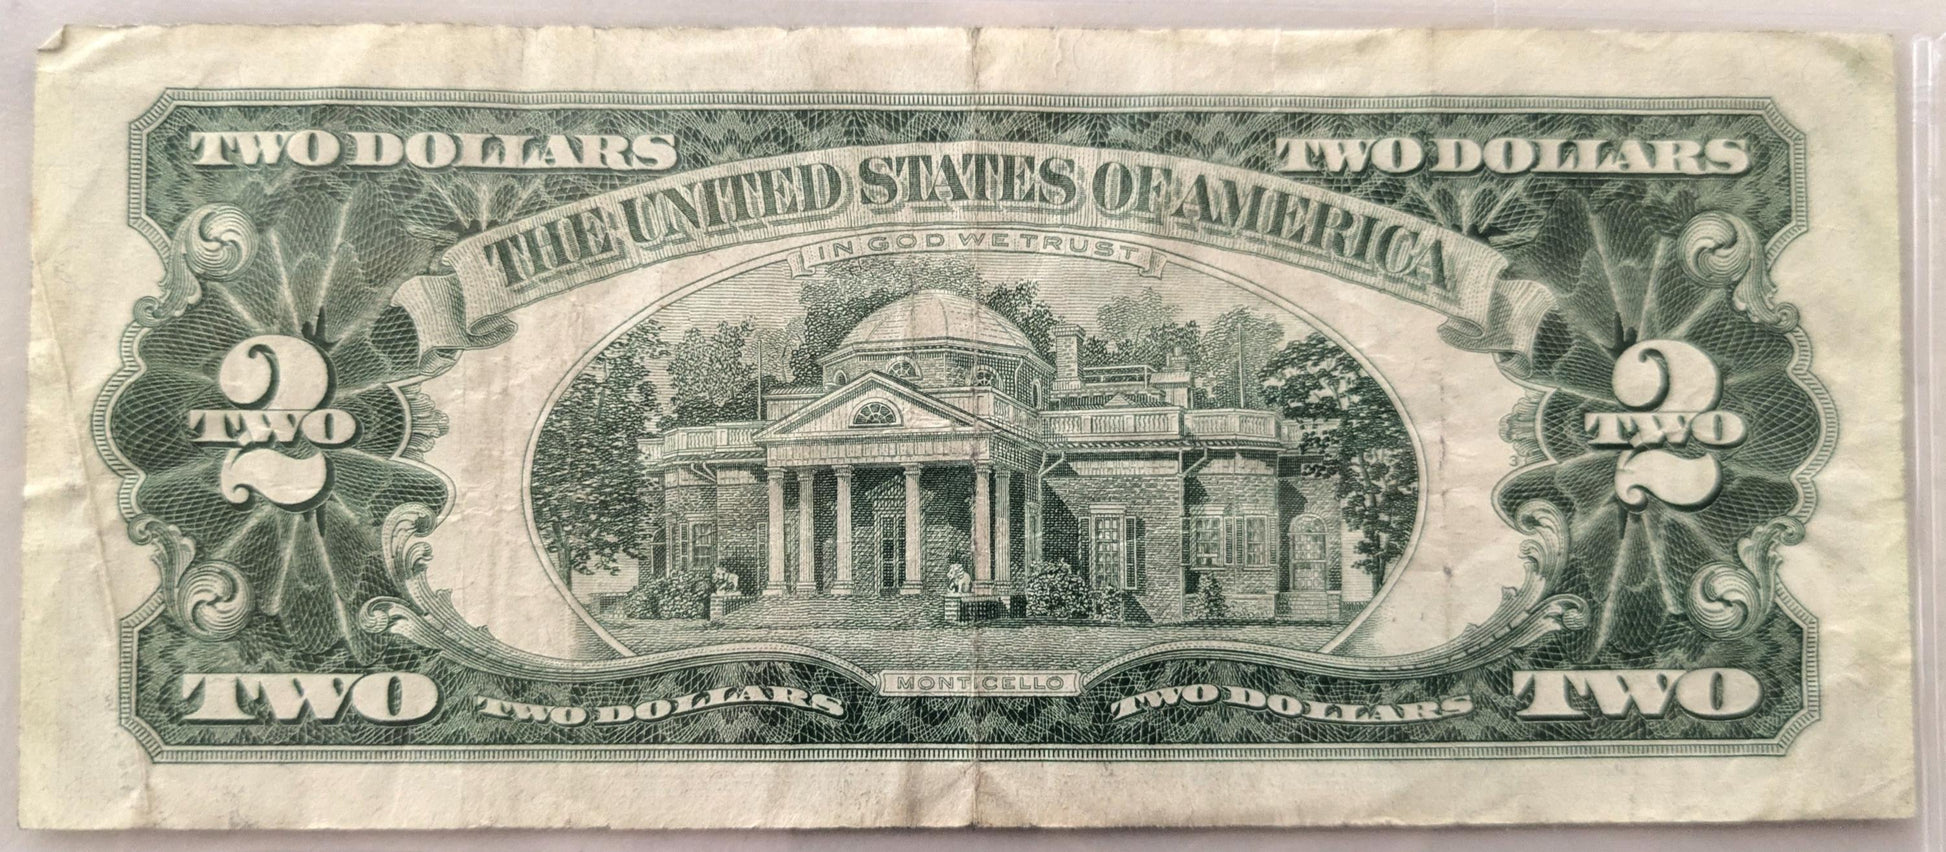 TWO DOLLARS TWO DOLLARS
THE UNITED STATES OF AMERICA
IN GOD WE TRUST
2 2
TWO TWO
MONTICELLO
TWO TWO DOLLARS TWO DOLLARS TWO